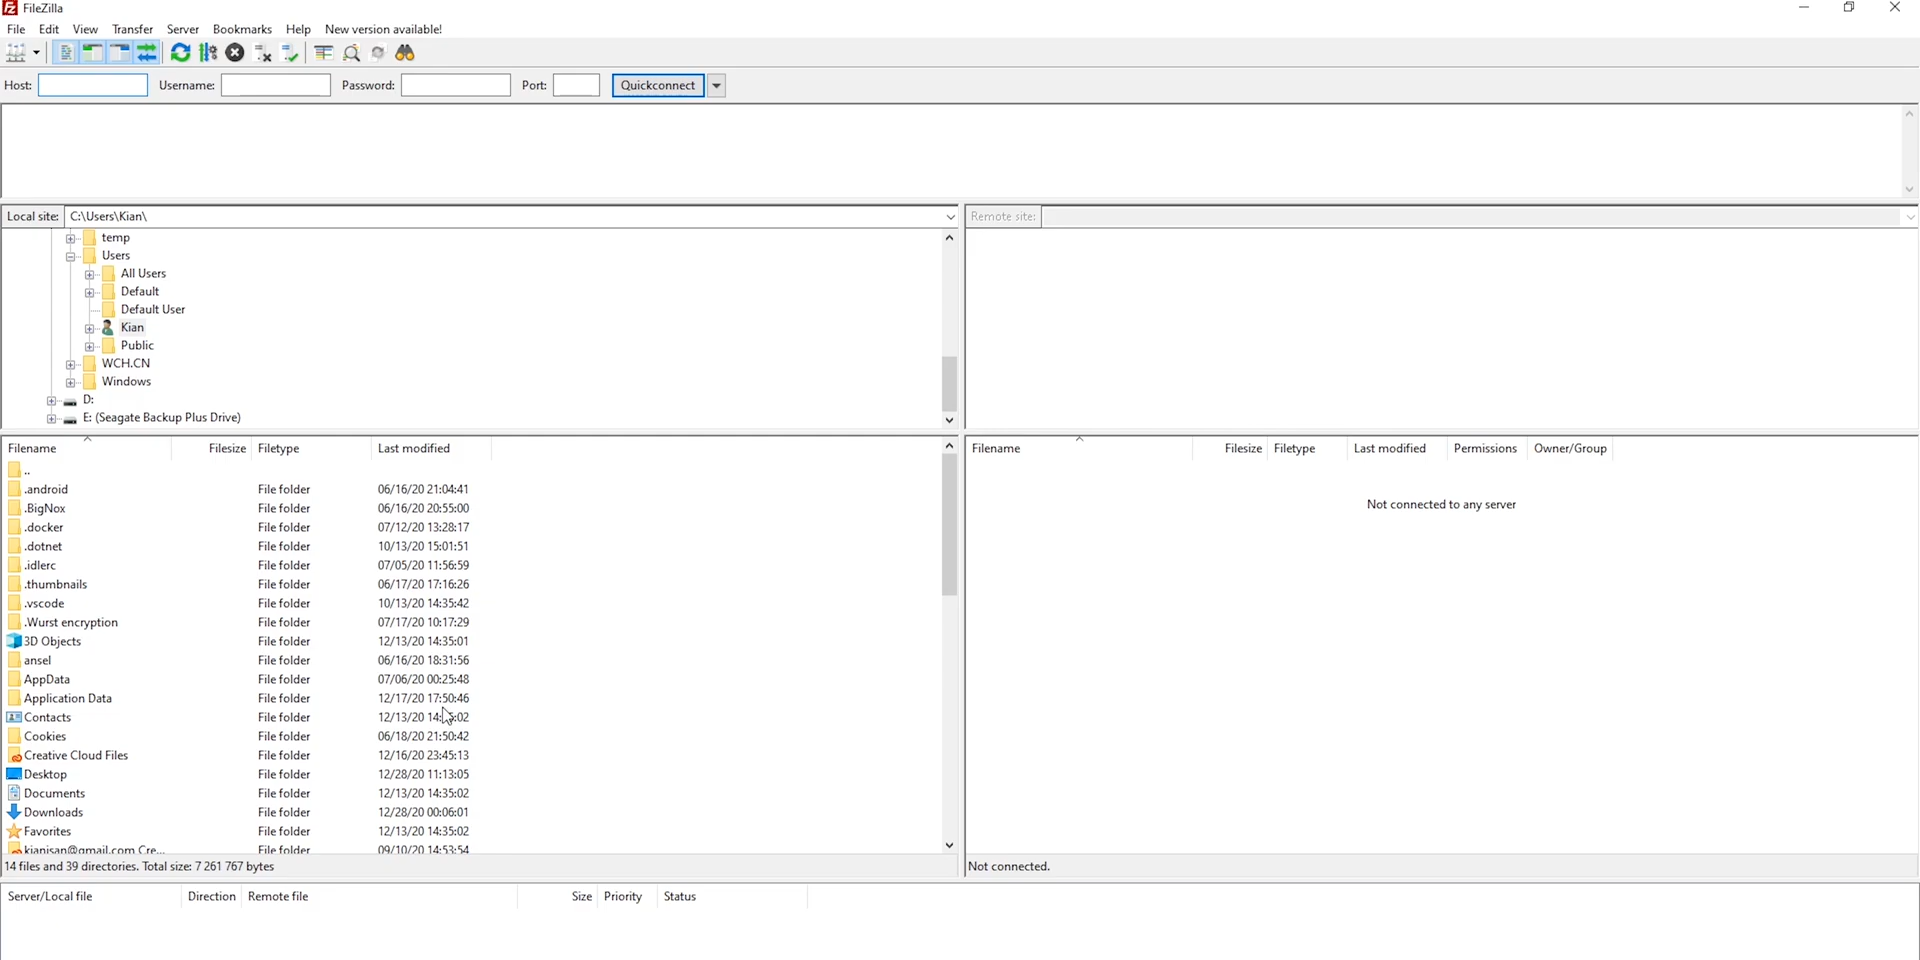 FileZilla
File Edit View Transfer Server Bookmarks Help New version available!
Host: Username: Password: Port: Quickconnect
Local site: C:\Users\Kian\
Remote site:
temp
Users
All Users
Default
Default User
Kian
Public
WCH.CN
Windows
D:
E: (Seagate Backup Plus Drive)
Filename Filesize Filetype Last modified
..
.android File folder 06/16/20 21:04:41
.BigNox File folder 06/16/20 20:55:00
.docker File folder 07/12/20 13:28:17
.dotnet File folder 10/13/20 15:01:51
.idlerc File folder 07/05/20 11:56:59
.thumbnails File folder 06/17/20 17:16:26
.vscode File folder 10/13/20 14:35:42
.Wurst encryption File folder 07/17/20 10:17:29
3D Objects File folder 12/13/20 14:35:01
ansel File folder 06/16/20 18:31:56
AppData File folder 07/06/20 00:25:48
Application Data File folder 12/17/20 17:50:46
Contacts File folder 12/13/20
Cookies File folder 06/18/20 21:50:42
Creative Cloud Files File folder 12/16/20 23:45:13
Desktop File folder 12/28/20 11:13:05
Documents File folder 12/13/20 14:35:02
Downloads File folder 12/28/20 00:06:01
Favorites File folder 12/13/20 14:35:02
kianisan@gmail.com Cre... File folder 09/10/20 14:53:54
14 files and 39 directories. Total size: 7 261 767 bytes
Filename Filesize Filetype Last modified Permissions Owner/Group
Not connected to any server
Not connected.
Server/Local file Direction Remote file Size Priority Status